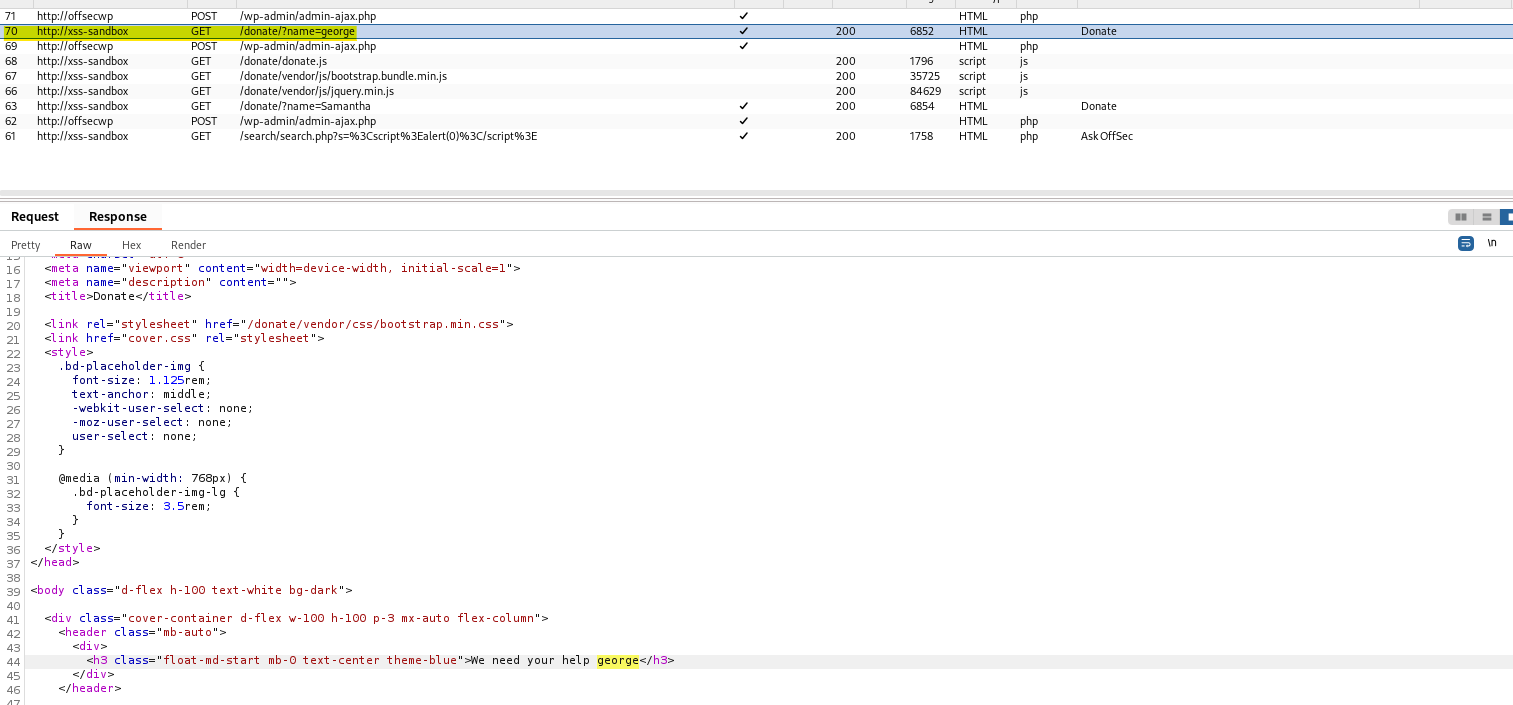 71 http://offsecwp POST /wp-admin/admin-ajax.php ✓ HTML php
70 http://xss-sandbox GET /donate/?name=george ✓ 200 6852 HTML Donate
69 http://offsecwp POST /wp-admin/admin-ajax.php ✓ HTML php
68 http://xss-sandbox GET /donate/donate.js 200 1796 script js
67 http://xss-sandbox GET /donate/vendor/js/bootstrap.bundle.min.js 200 35725 script js
66 http://xss-sandbox GET /donate/vendor/js/jquery.min.js 200 84629 script js
63 http://xss-sandbox GET /donate/?name=Samantha ✓ 200 6854 HTML Donate
62 http://offsecwp POST /wp-admin/admin-ajax.php ✓ HTML php
61 http://xss-sandbox GET /search/search.php?s=%3Cscript%3Ealert(0)%3C/script%3E ✓ 200 1758 HTML php Ask OffSec
Request Response
Pretty Raw Hex Render \n
16 <meta name="viewport" content="width=device-width, initial-scale=1">
17 <meta name="description" content="">
18 <title>Donate</title>
19
20 <link rel="stylesheet" href="/donate/vendor/css/bootstrap.min.css">
21 <link href="cover.css" rel="stylesheet">
22 <style>
23 .bd-placeholder-img {
24 font-size: 1.125rem;
25 text-anchor: middle;
26 -webkit-user-select: none;
27 -moz-user-select: none;
28 user-select: none;
29 }
30
31 @media (min-width: 768px) {
32 .bd-placeholder-img-lg {
33 font-size: 3.5rem;
34 }
35 }
36 </style>
37 </head>
38
39 <body class="d-flex h-100 text-white bg-dark">
40
41 <div class="cover-container d-flex w-100 h-100 p-3 mx-auto flex-column">
42 <header class="mb-auto">
43 <div>
44 <h3 class="float-md-start mb-0 text-center theme-blue">We need your help george</h3>
45 </div>
46 </header>
47